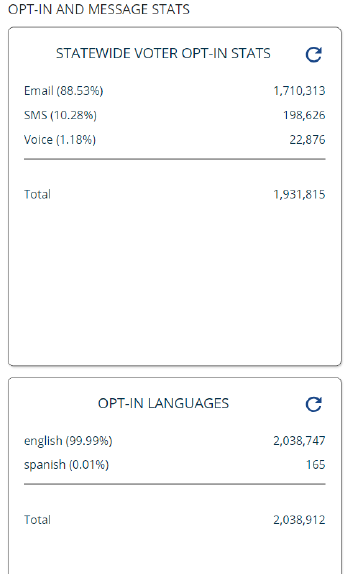 OPT-IN AND MESSAGE STATS
STATEWIDE VOTER OPT-IN STATS
Email (88.53%) 1,710,313
SMS (10.28%) 198,626
Voice (1.18%) 22,876
Total 1,931,815
OPT-IN LANGUAGES
english (99.99%) 2,038,747
spanish (0.01%) 165
Total 2,038,912